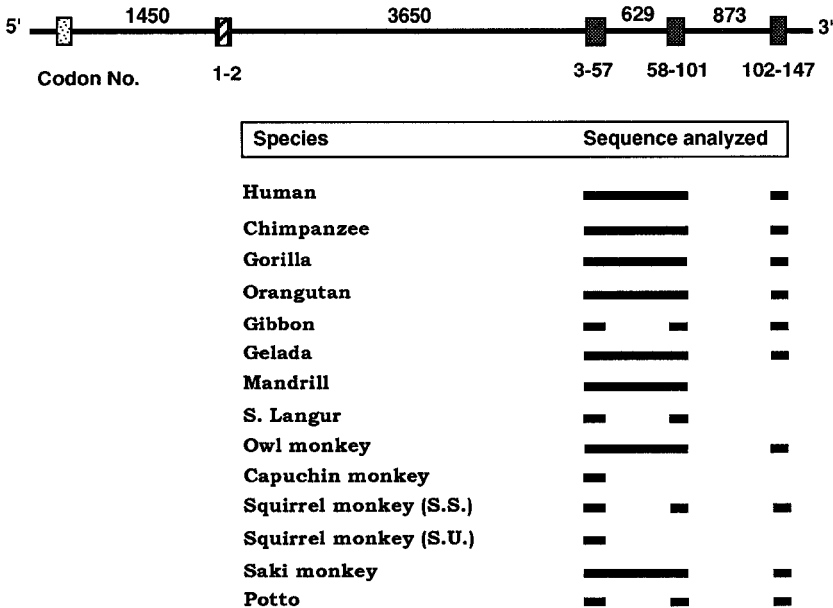 1450 3650 629 873
5' 3'
Codon No. 1-2 3-57 58-101 102-147
Species Sequence analyzed
Human
Chimpanzee
Gorilla
Orangutan
Gibbon
Gelada
Mandrill
S. Langur
Owl monkey
Capuchin monkey
Squirrel monkey (S.S.)
Squirrel monkey (S.U.)
Saki monkey
Potto